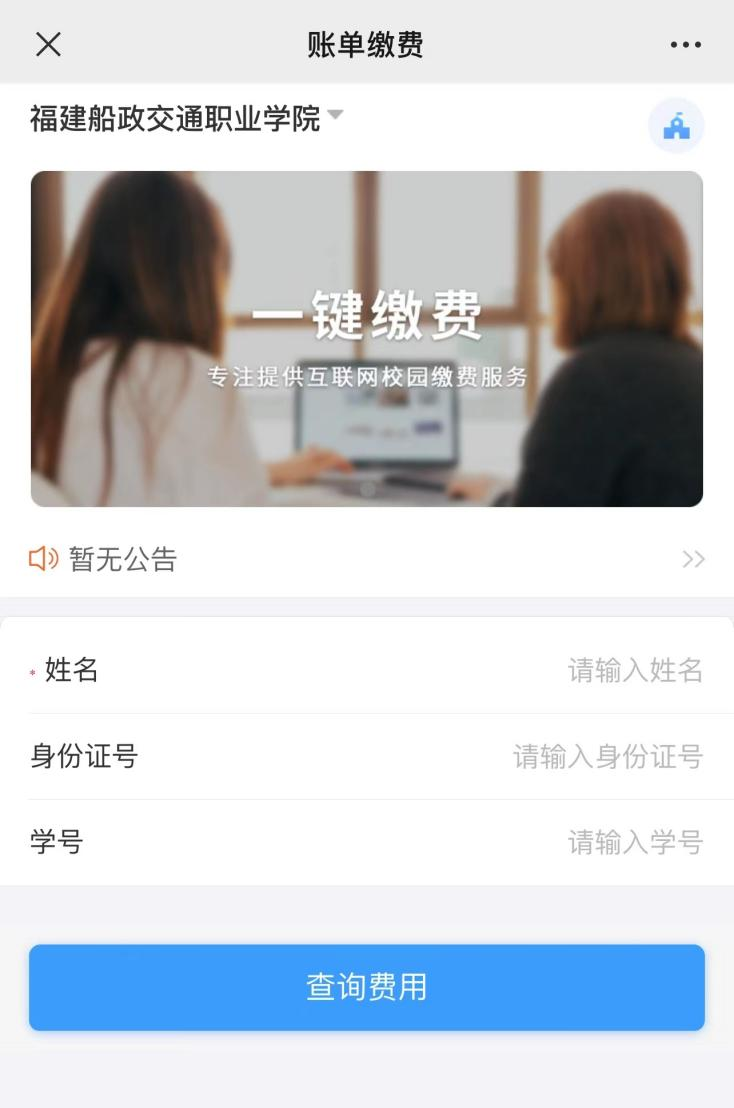 账单缴费
福建船政交通职业学院
一键缴费
专注提供互联网校园缴费服务
暂无公告
* 姓名 请输入姓名
身份证号 请输入身份证号
学号 请输入学号
查询费用